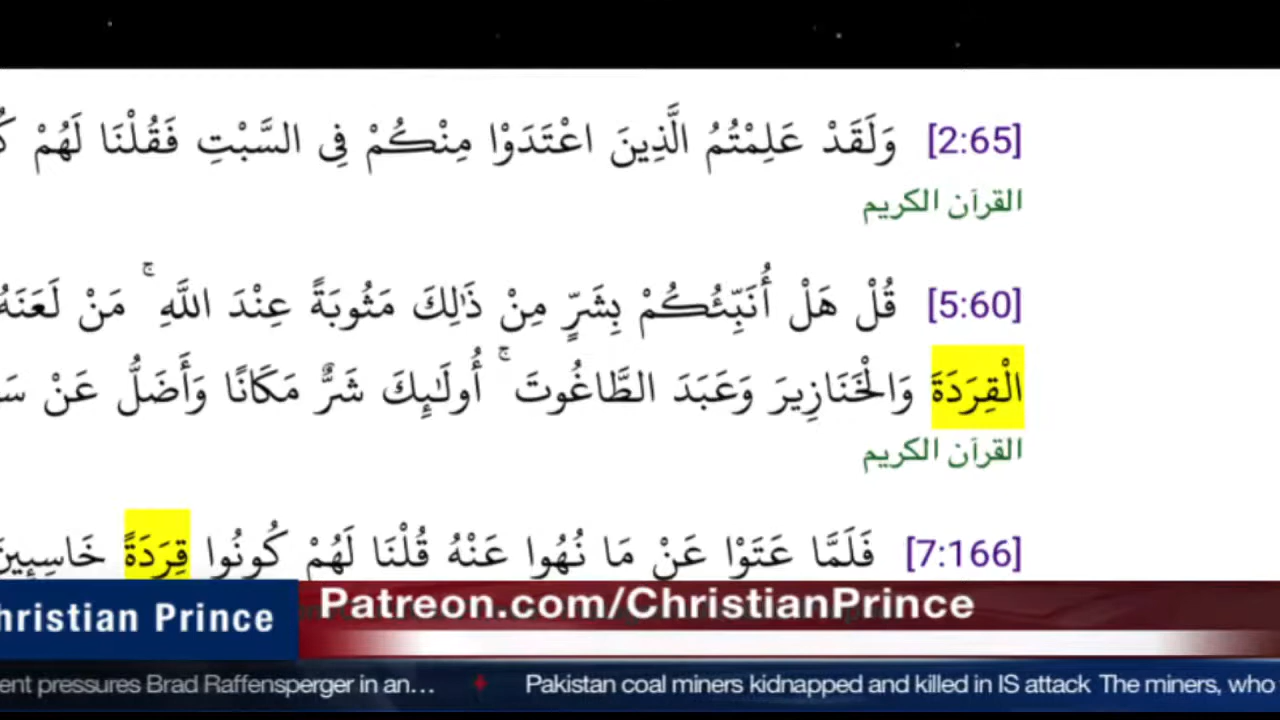 [2:65] وَلَقَدْ عَلِمْتُمُ الَّذِينَ اعْتَدَوْا مِنْكُمْ فِي السَّبْتِ فَقُلْنَا لَهُمْ
القرآن الكريم
[5:60] قُلْ هَلْ أُنَبِّئُكُمْ بِشَرٍّ مِنْ ذَٰلِكَ مَثُوبَةً عِنْدَ اللَّهِ ۚ مَنْ لَعَنَهُ
الْقِرَدَةَ وَالْخَنَازِيرَ وَعَبَدَ الطَّاغُوتَ ۚ أُولَٰئِكَ شَرٌّ مَكَانًا وَأَضَلُّ عَنْ
القرآن الكريم
[7:166] فَلَمَّا عَتَوْا عَنْ مَا نُهُوا عَنْهُ قُلْنَا لَهُمْ كُونُوا قِرَدَةً خَاسِئِينَ
hristian Prince
Patreon.com/ChristianPrince
ent pressures Brad Raffensperger in an... Pakistan coal miners kidnapped and killed in IS attack The miners, who